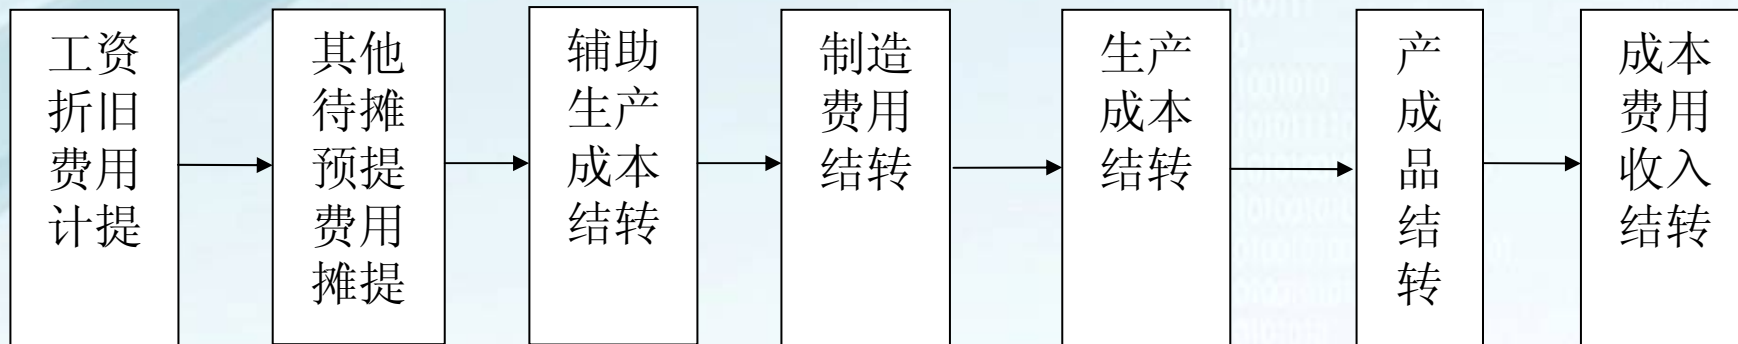 工资
折旧
费用
计提
其他
待摊
预提
费用
摊提
辅助
生产
成本
结转
制造
费用
结转
生产
成本
结转
产
成
品
结
转
成本
费用
收入
结转